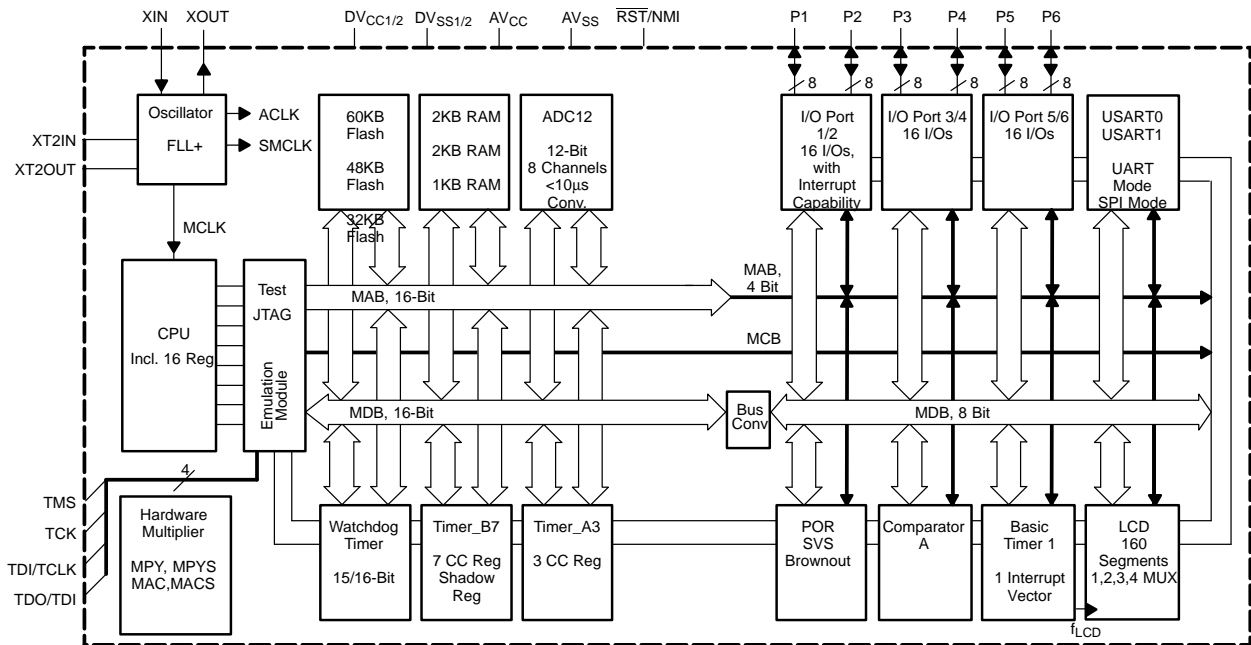 XIN
XOUT
DVCC1/2
DVSS1/2
AVCC
AVSS
RST/NMI
P1
P2
P3
P4
P5
P6
8
8
8
8
8
8
Oscillator
FLL+
ACLK
SMCLK
XT2IN
XT2OUT
MCLK
60KB
Flash
48KB
Flash
32KB
Flash
2KB RAM
2KB RAM
1KB RAM
ADC12
12-Bit
8 Channels
<10μs
Conv.
I/O Port
1/2
16 I/Os,
with
Interrupt
Capability
I/O Port 3/4
16 I/Os
I/O Port 5/6
16 I/Os
USART0
USART1
UART
Mode
SPI Mode
CPU
Incl. 16 Reg
Test
JTAG
Emulation
Module
MAB, 16-Bit
MAB,
4 Bit
MCB
MDB, 16-Bit
Bus
Conv
MDB, 8 Bit
4
TMS
TCK
TDI/TCLK
TDO/TDI
Hardware
Multiplier
MPY, MPYS
MAC,MACS
Watchdog
Timer
15/16-Bit
Timer_B7
7 CC Reg
Shadow
Reg
Timer_A3
3 CC Reg
POR
SVS
Brownout
Comparator
A
Basic
Timer 1
1 Interrupt
Vector
LCD
160
Segments
1,2,3,4 MUX
fLCD